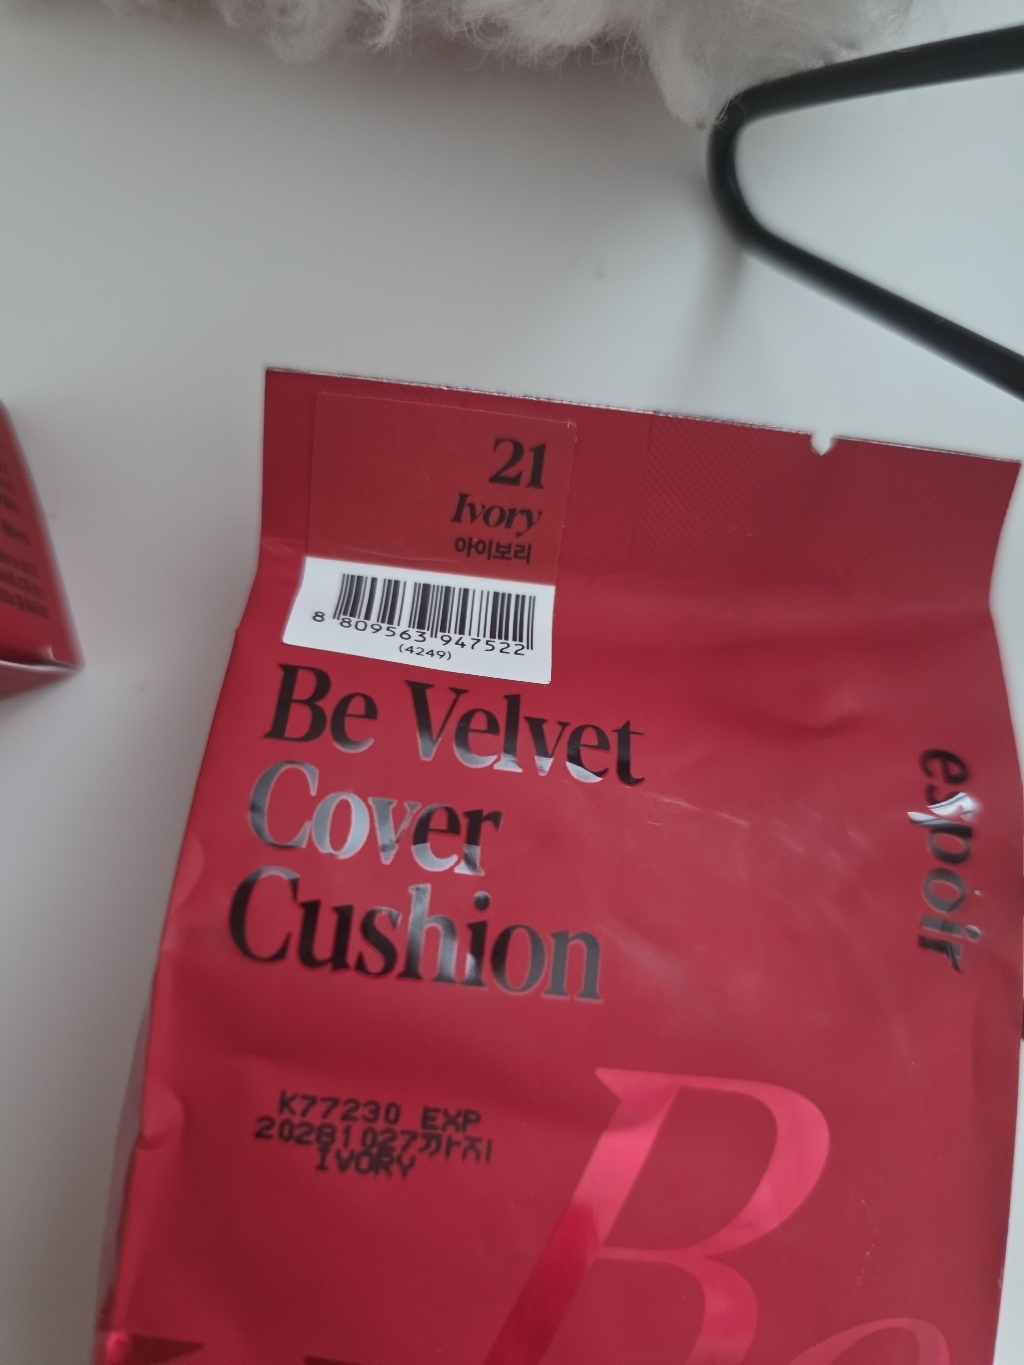 21
Ivory
아이보리
8 809563 947522
(4249)
Be Velvet
Cover
Cushion
espoir
K77230 EXP
20281027까지
IVORY
Be